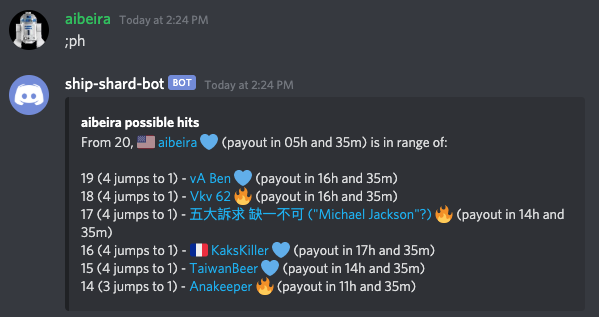 aibeira Today at 2:24 PM
;ph
ship-shard-bot BOT Today at 2:24 PM
aibeira possible hits
From 20, 🇺🇸 aibeira 💙 (payout in 05h and 35m) is in range of:
19 (4 jumps to 1) - vA Ben 💙 (payout in 16h and 35m)
18 (4 jumps to 1) - Vkv 62 🔥 (payout in 16h and 35m)
17 (4 jumps to 1) - 五大訴求 缺一不可 ("Michael Jackson"?) 🔥 (payout in 14h and
35m)
16 (4 jumps to 1) - 🇫🇷 KaksKiller 💙 (payout in 17h and 35m)
15 (4 jumps to 1) - TaiwanBeer 💙 (payout in 14h and 35m)
14 (3 jumps to 1) - Anakeeper 🔥 (payout in 11h and 35m)